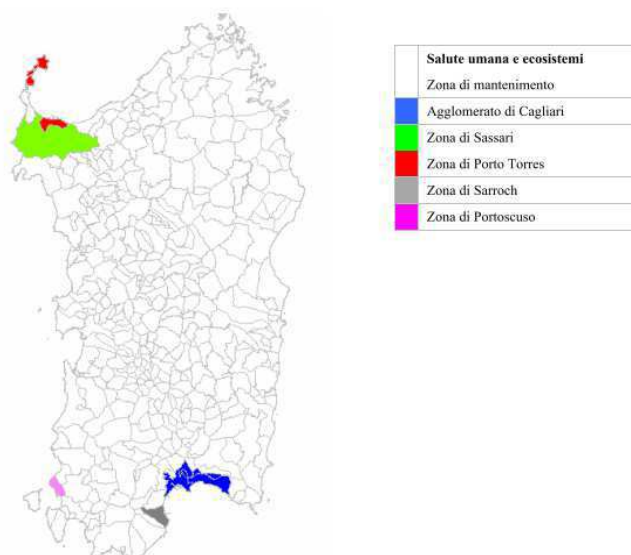 Salute umana e ecosistemi
Zona di mantenimento
Agglomerato di Cagliari
Zona di Sassari
Zona di Porto Torres
Zona di Sarroch
Zona di Portoscuso